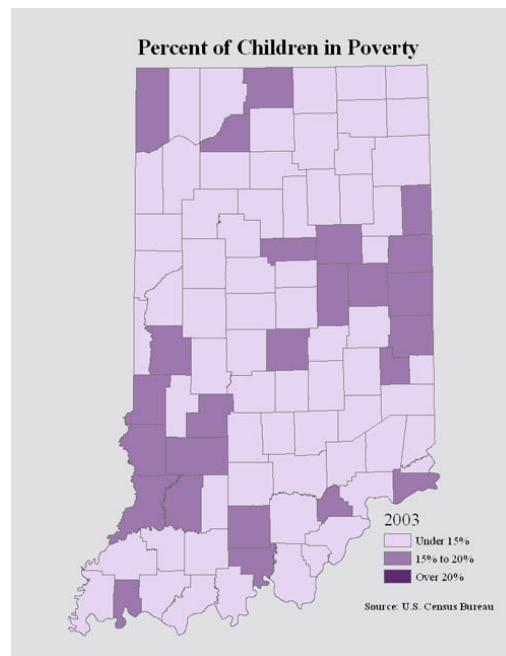 Percent of Children in Poverty
2003
Under 15%
15% to 20%
Over 20%
Source: U.S. Census Bureau